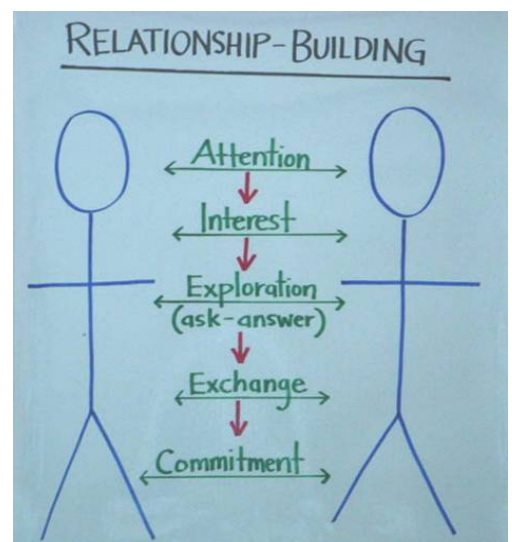 RELATIONSHIP-BUILDING
Attention
Interest
Exploration
(ask-answer)
Exchange
Commitment